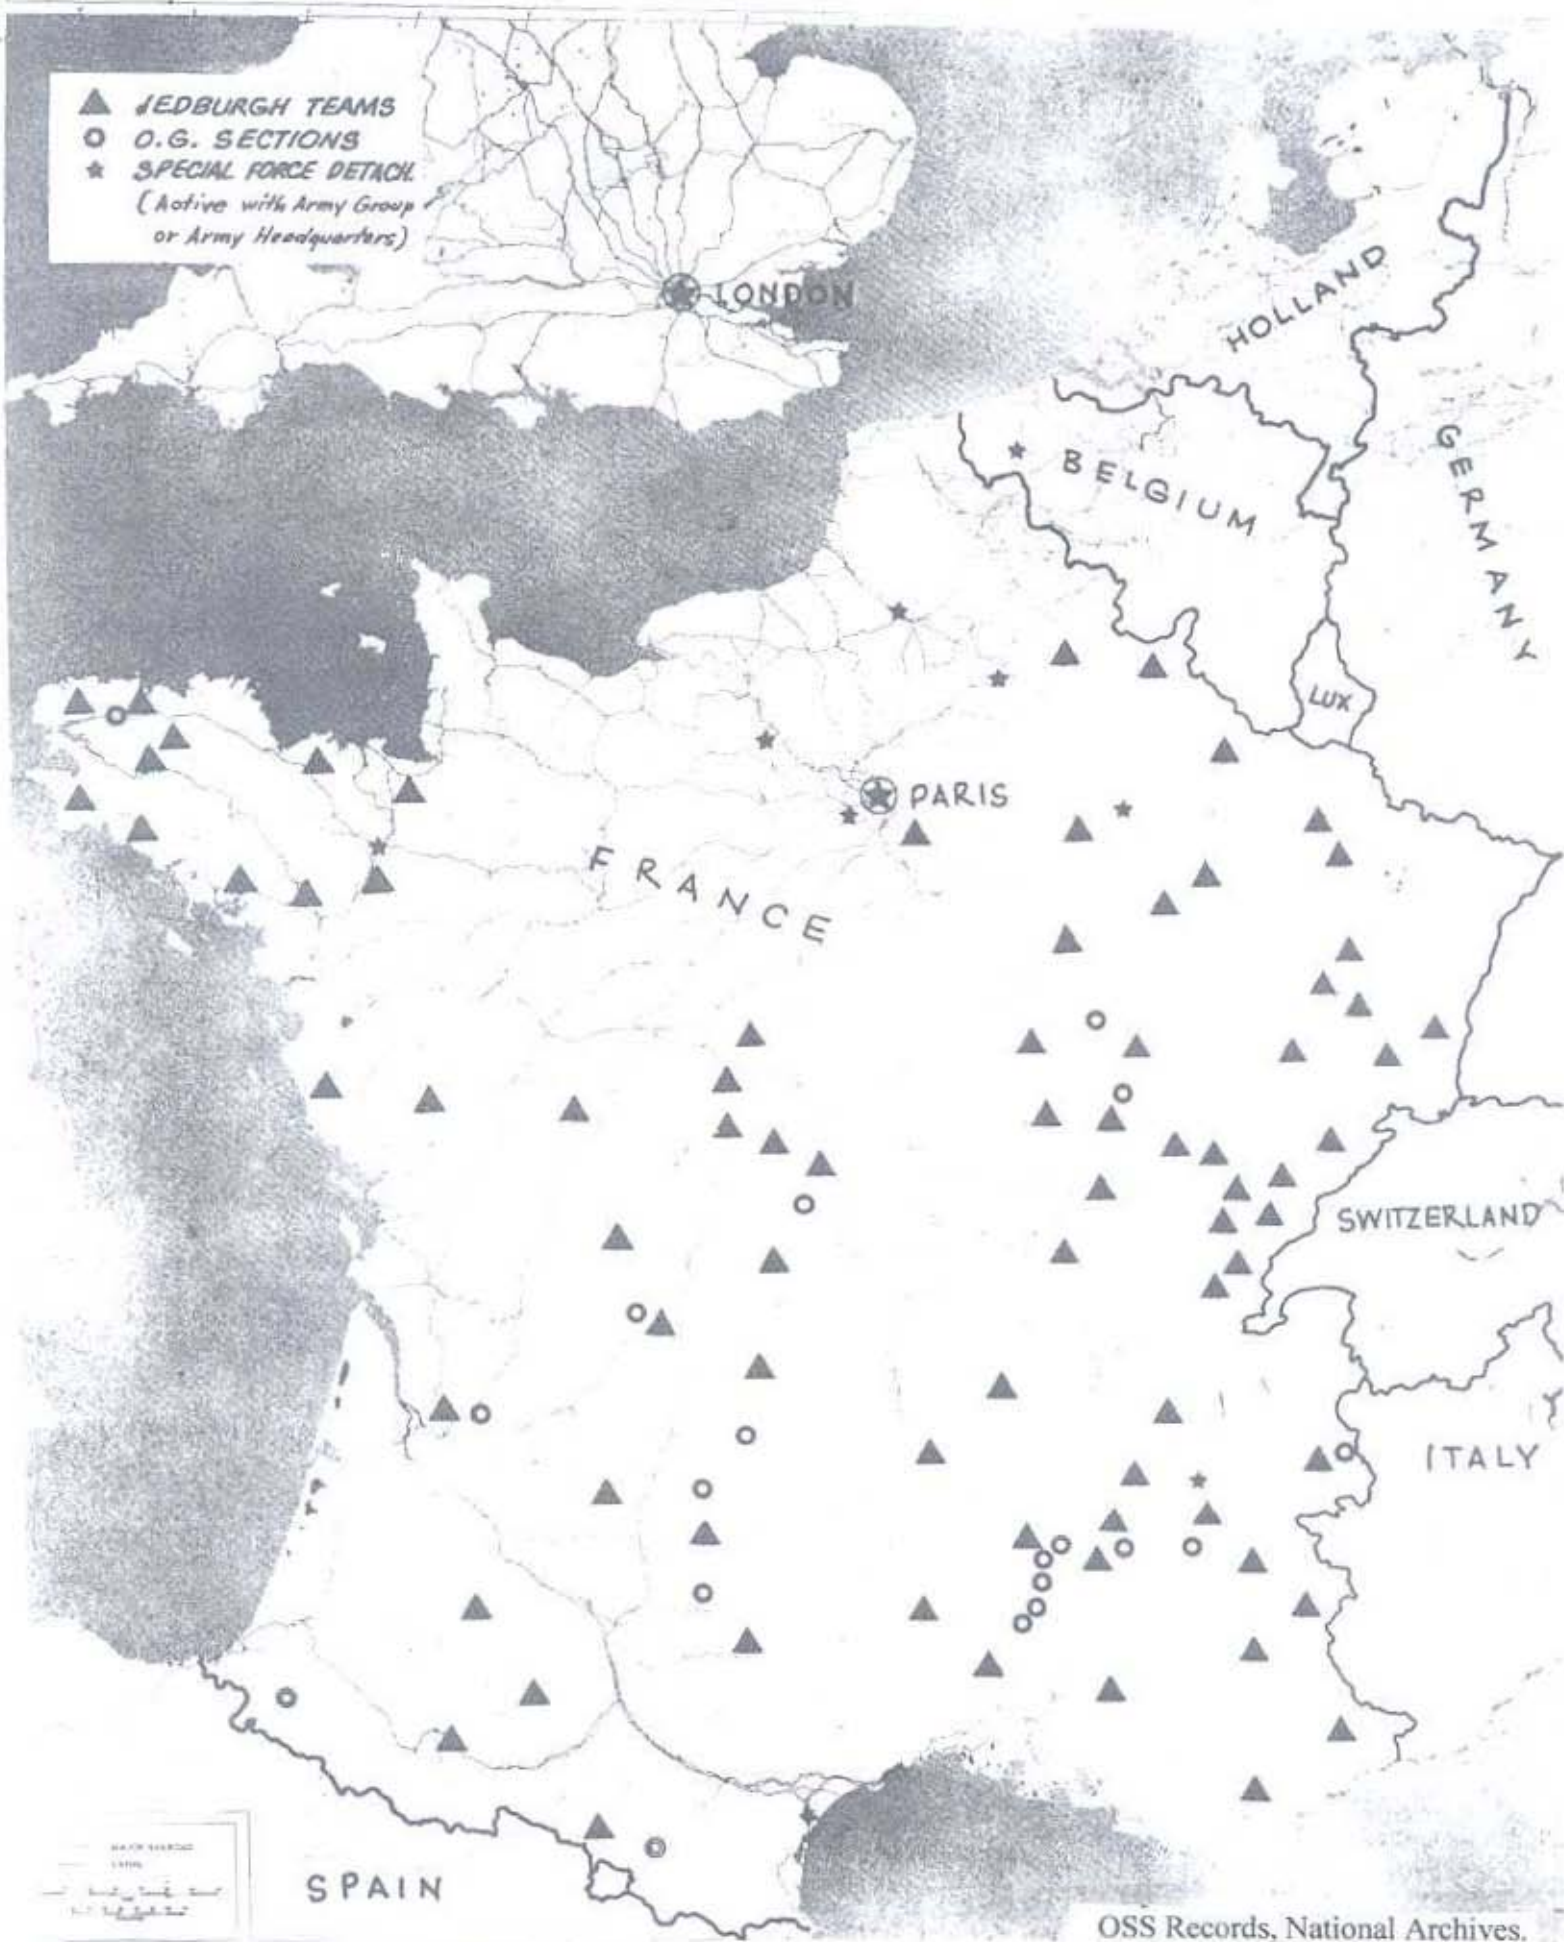 JEDBURGH TEAMS
O.G. SECTIONS
SPECIAL FORCE DETACH.
(Active with Army Group
or Army Headquarters)
LONDON
HOLLAND
GERMANY
BELGIUM
LUX
PARIS
FRANCE
SWITZERLAND
ITALY
SPAIN
OSS Records, National Archives.